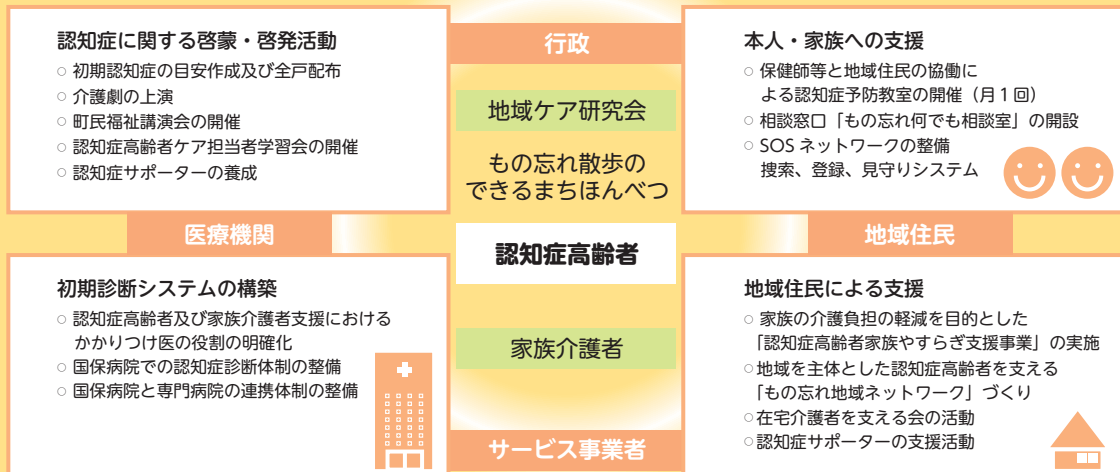 認知症に関する啓蒙・啓発活動
○ 初期認知症の目安作成及び全戸配布
○ 介護劇の上演
○ 町民福祉講演会の開催
○ 認知症高齢者ケア担当者学習会の開催
○ 認知症サポーターの養成
行政
地域ケア研究会
もの忘れ散歩の
できるまちほんべつ
認知症高齢者
家族介護者
サービス事業者
本人・家族への支援
○ 保健師等と地域住民の協働に
よる認知症予防教室の開催（月１回）
○ 相談窓口「もの忘れ何でも相談室」の開設
○ SOS ネットワークの整備
捜索、登録、見守りシステム
医療機関
地域住民
初期診断システムの構築
○ 認知症高齢者及び家族介護者支援における
かかりつけ医の役割の明確化
○ 国保病院での認知症診断体制の整備
○ 国保病院と専門病院の連携体制の整備
地域住民による支援
○ 家族の介護負担の軽減を目的とした
「認知症高齢者家族やすらぎ支援事業」の実施
○地域を主体とした認知症高齢者を支える
「もの忘れ地域ネットワーク」づくり
○在宅介護者を支える会の活動
○認知症サポーターの支援活動